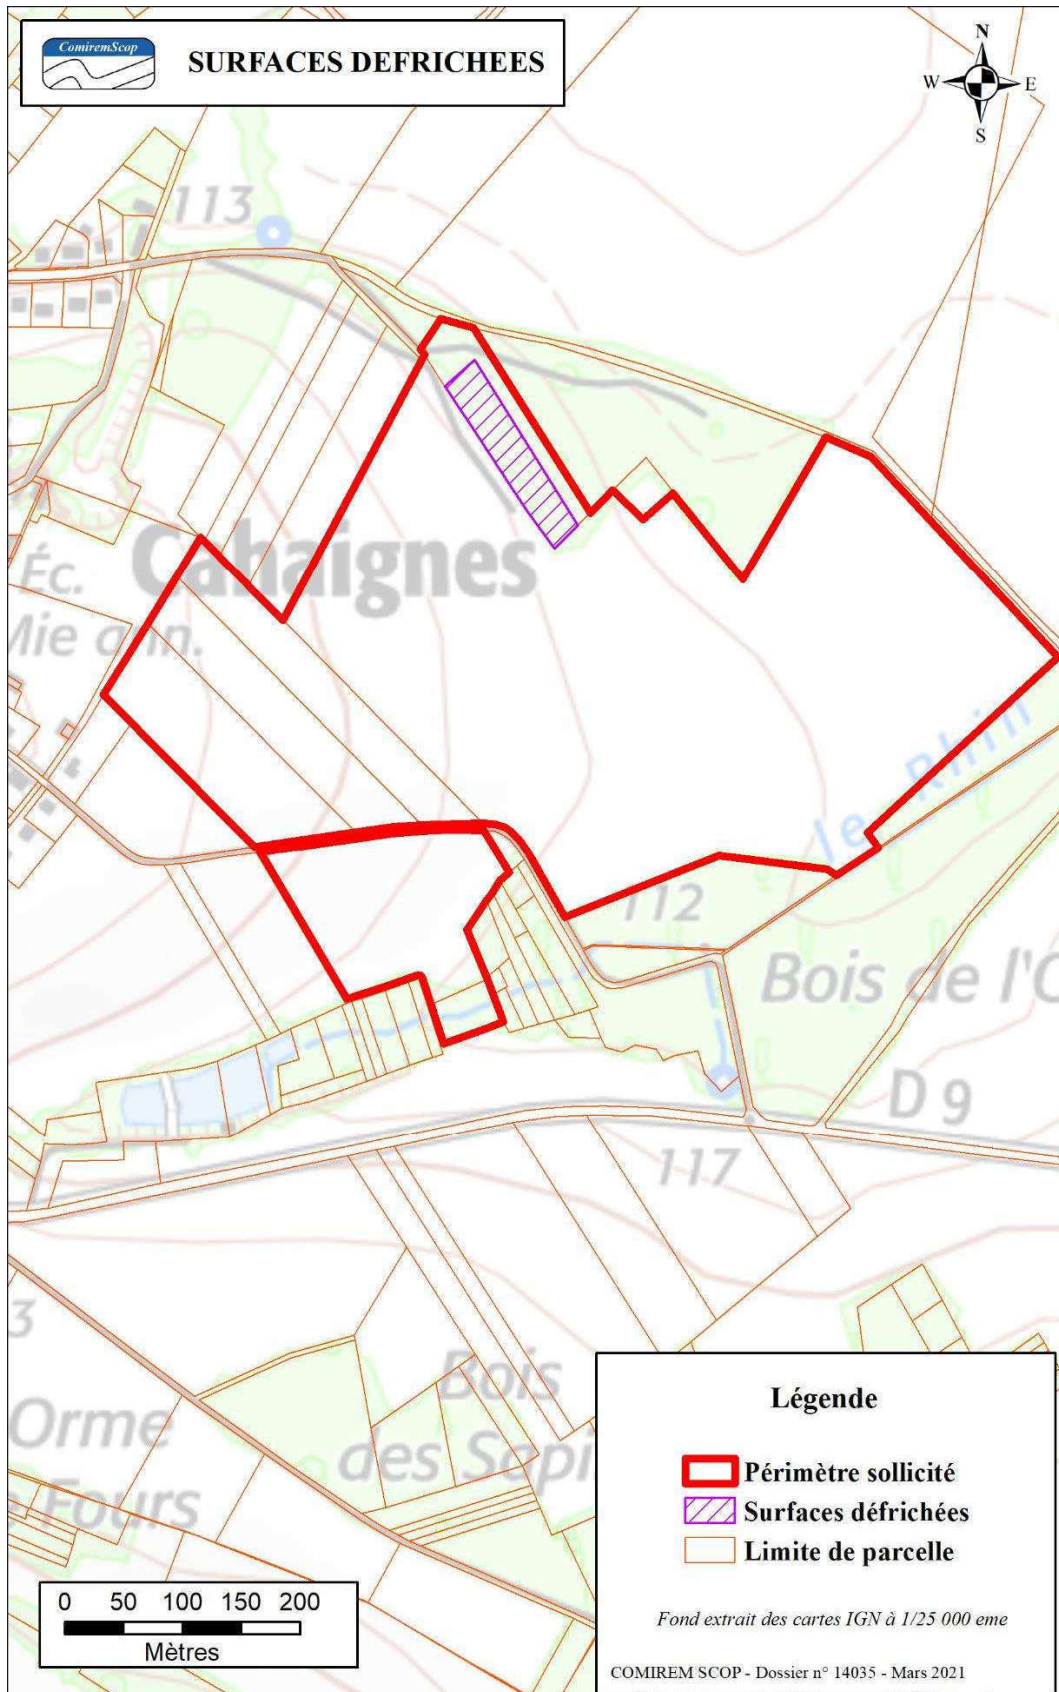 ComiremScop
SURFACES DEFRICHEES
N
W
E
S
113
Cahaignes
Éc.
Mie ann.
le Rhin
112
Bois de l'O
D 9
117
3
Orme
Fours
Bois
des Sapi
Légende
Périmètre sollicité
Surfaces défrichées
Limite de parcelle
Fond extrait des cartes IGN à 1/25 000 eme
COMIREM SCOP - Dossier n° 14035 - Mars 2021
0 50 100 150 200
Mètres